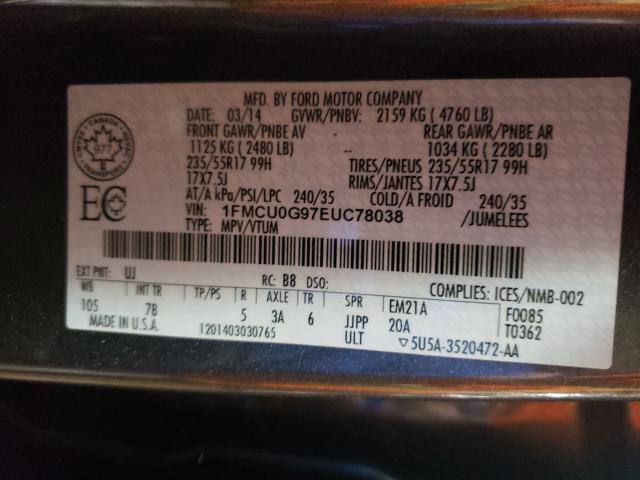 MFD. BY FORD MOTOR COMPANY
DATE: 03/14 GVWR/PNBV: 2159 KG ( 4760 LB)
FRONT GAWR/PNBE AV REAR GAWR/PNBE AR
1125 KG ( 2480 LB) -- 1034 KG ( 2280 LB)
235/55R17 99H TIRES/PNEUS 235/55R17 99H
17X7.5J RIMS/JANTES 17X7.5J
AT/A kPa/PSI/LPC 240/35 COLD/A FROID 240/35
VIN: 1FMCU0G97EUC78038 /JUMELEES
TYPE: MPV/VTUM
CANADA
977
EC
EXT PNT: UJ RC: B8 DSO: COMPLIES: ICES/NMB-002
WB INT TR TP/PS R AXLE TR SPR EM21A F0085
105 7B 5 3A 6 JJPP 20A T0362
MADE IN U.S.A. 1201403030765 ULT 5U5A-3520472-AA